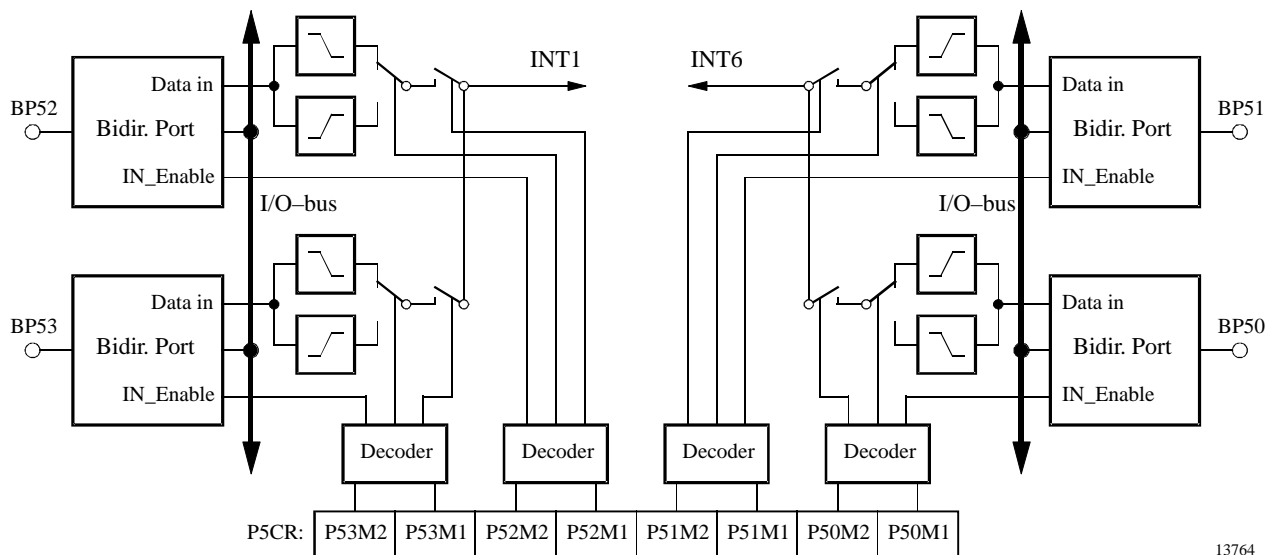 INT1 INT6
Data in Data in
BP52 BP51
Bidir. Port Bidir. Port
IN_Enable IN_Enable
I/O–bus I/O–bus
Data in Data in
BP53 BP50
Bidir. Port Bidir. Port
IN_Enable IN_Enable
Decoder Decoder Decoder Decoder
P5CR: P53M2 P53M1 P52M2 P52M1 P51M2 P51M1 P50M2 P50M1
13764